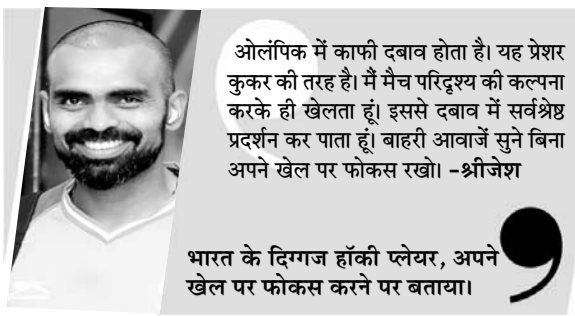 ओलंपिक में काफी दबाव होता है। यह प्रेशर
कुकर की तरह है। मैं मैच परिदृश्य की कल्पना
करके ही खेलता हूं। इससे दबाव में सर्वश्रेष्ठ
प्रदर्शन कर पाता हूं। बाहरी आवाजें सुने बिना
अपने खेल पर फोकस रखो। -श्रीजेश
भारत के दिग्गज हॉकी प्लेयर, अपने
खेल पर फोकस करने पर बताया।